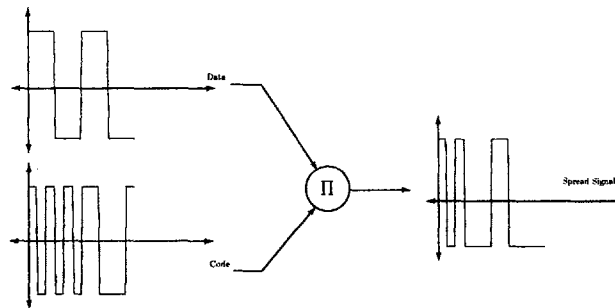 Data
Π
Spread Signal
Code